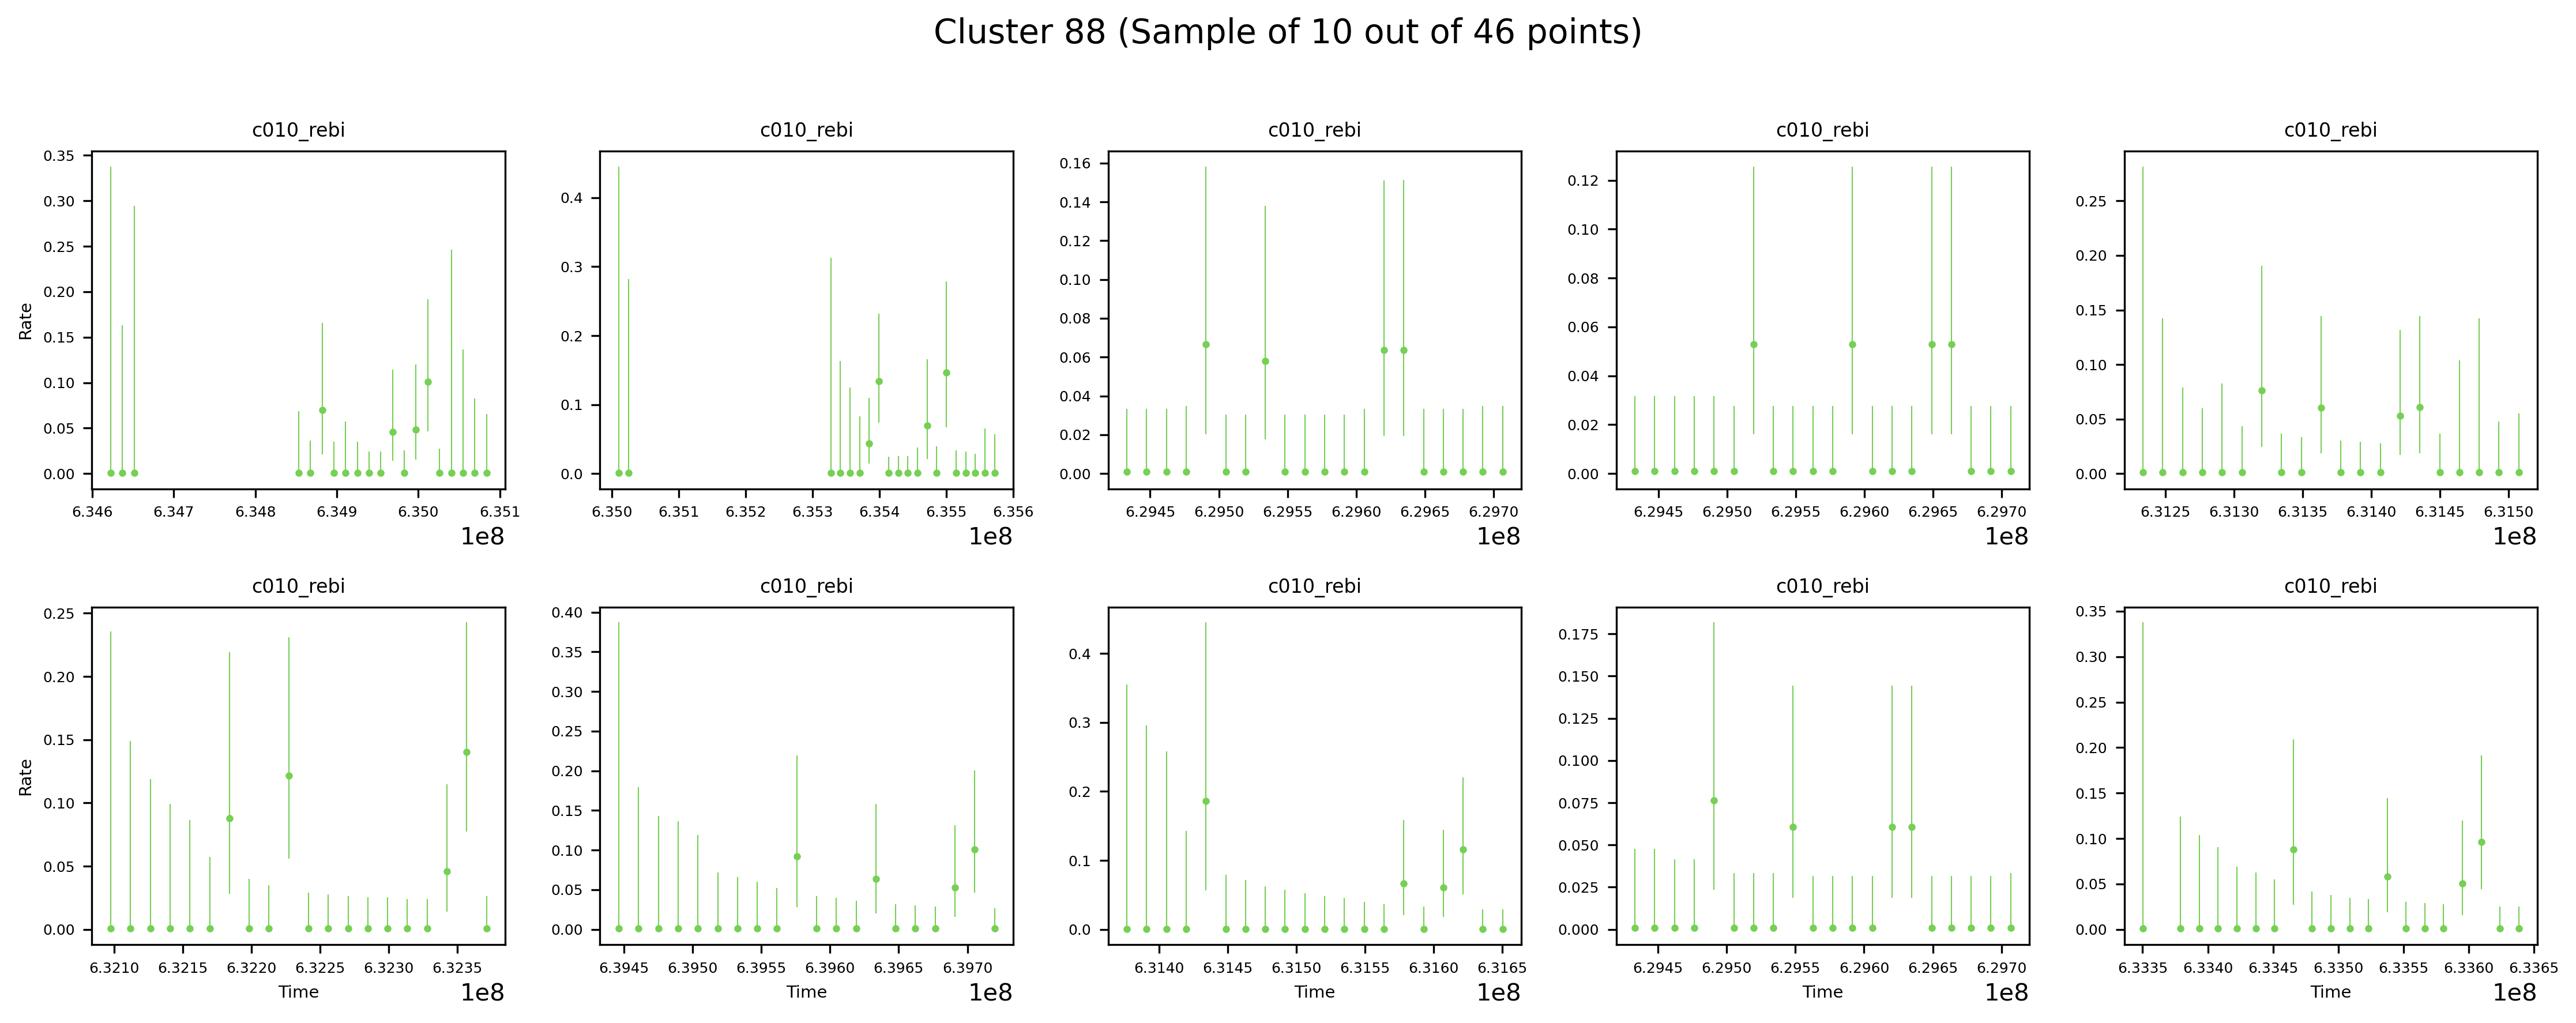 Cluster 88 (Sample of 10 out of 46 points)
c010_rebi c010_rebi c010_rebi c010_rebi c010_rebi
Rate
0.35 0.30 0.25 0.20 0.15 0.10 0.05 0.00
6.346 6.347 6.348 6.349 6.350 6.351
1e8
0.4 0.3 0.2 0.1 0.0
6.350 6.351 6.352 6.353 6.354 6.355 6.356
1e8
0.16 0.14 0.12 0.10 0.08 0.06 0.04 0.02 0.00
6.2945 6.2950 6.2955 6.2960 6.2965 6.2970
1e8
0.12 0.10 0.08 0.06 0.04 0.02 0.00
6.2945 6.2950 6.2955 6.2960 6.2965 6.2970
1e8
0.25 0.20 0.15 0.10 0.05 0.00
6.3125 6.3130 6.3135 6.3140 6.3145 6.3150
1e8
c010_rebi c010_rebi c010_rebi c010_rebi c010_rebi
Rate
0.25 0.20 0.15 0.10 0.05 0.00
6.3210 6.3215 6.3220 6.3225 6.3230 6.3235
Time 1e8
0.40 0.35 0.30 0.25 0.20 0.15 0.10 0.05 0.00
6.3945 6.3950 6.3955 6.3960 6.3965 6.3970
Time 1e8
0.4 0.3 0.2 0.1 0.0
6.3140 6.3145 6.3150 6.3155 6.3160 6.3165
Time 1e8
0.175 0.150 0.125 0.100 0.075 0.050 0.025 0.000
6.2945 6.2950 6.2955 6.2960 6.2965 6.2970
Time 1e8
0.35 0.30 0.25 0.20 0.15 0.10 0.05 0.00
6.3335 6.3340 6.3345 6.3350 6.3355 6.3360 6.3365
Time 1e8